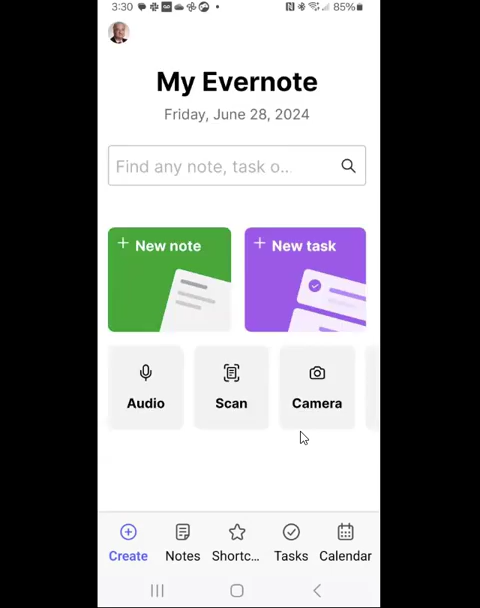 3:30
85%
My Evernote
Friday, June 28, 2024
Find any note, task o...
+ New note
+ New task
Audio
Scan
Camera
Create
Notes
Shortc...
Tasks
Calendar